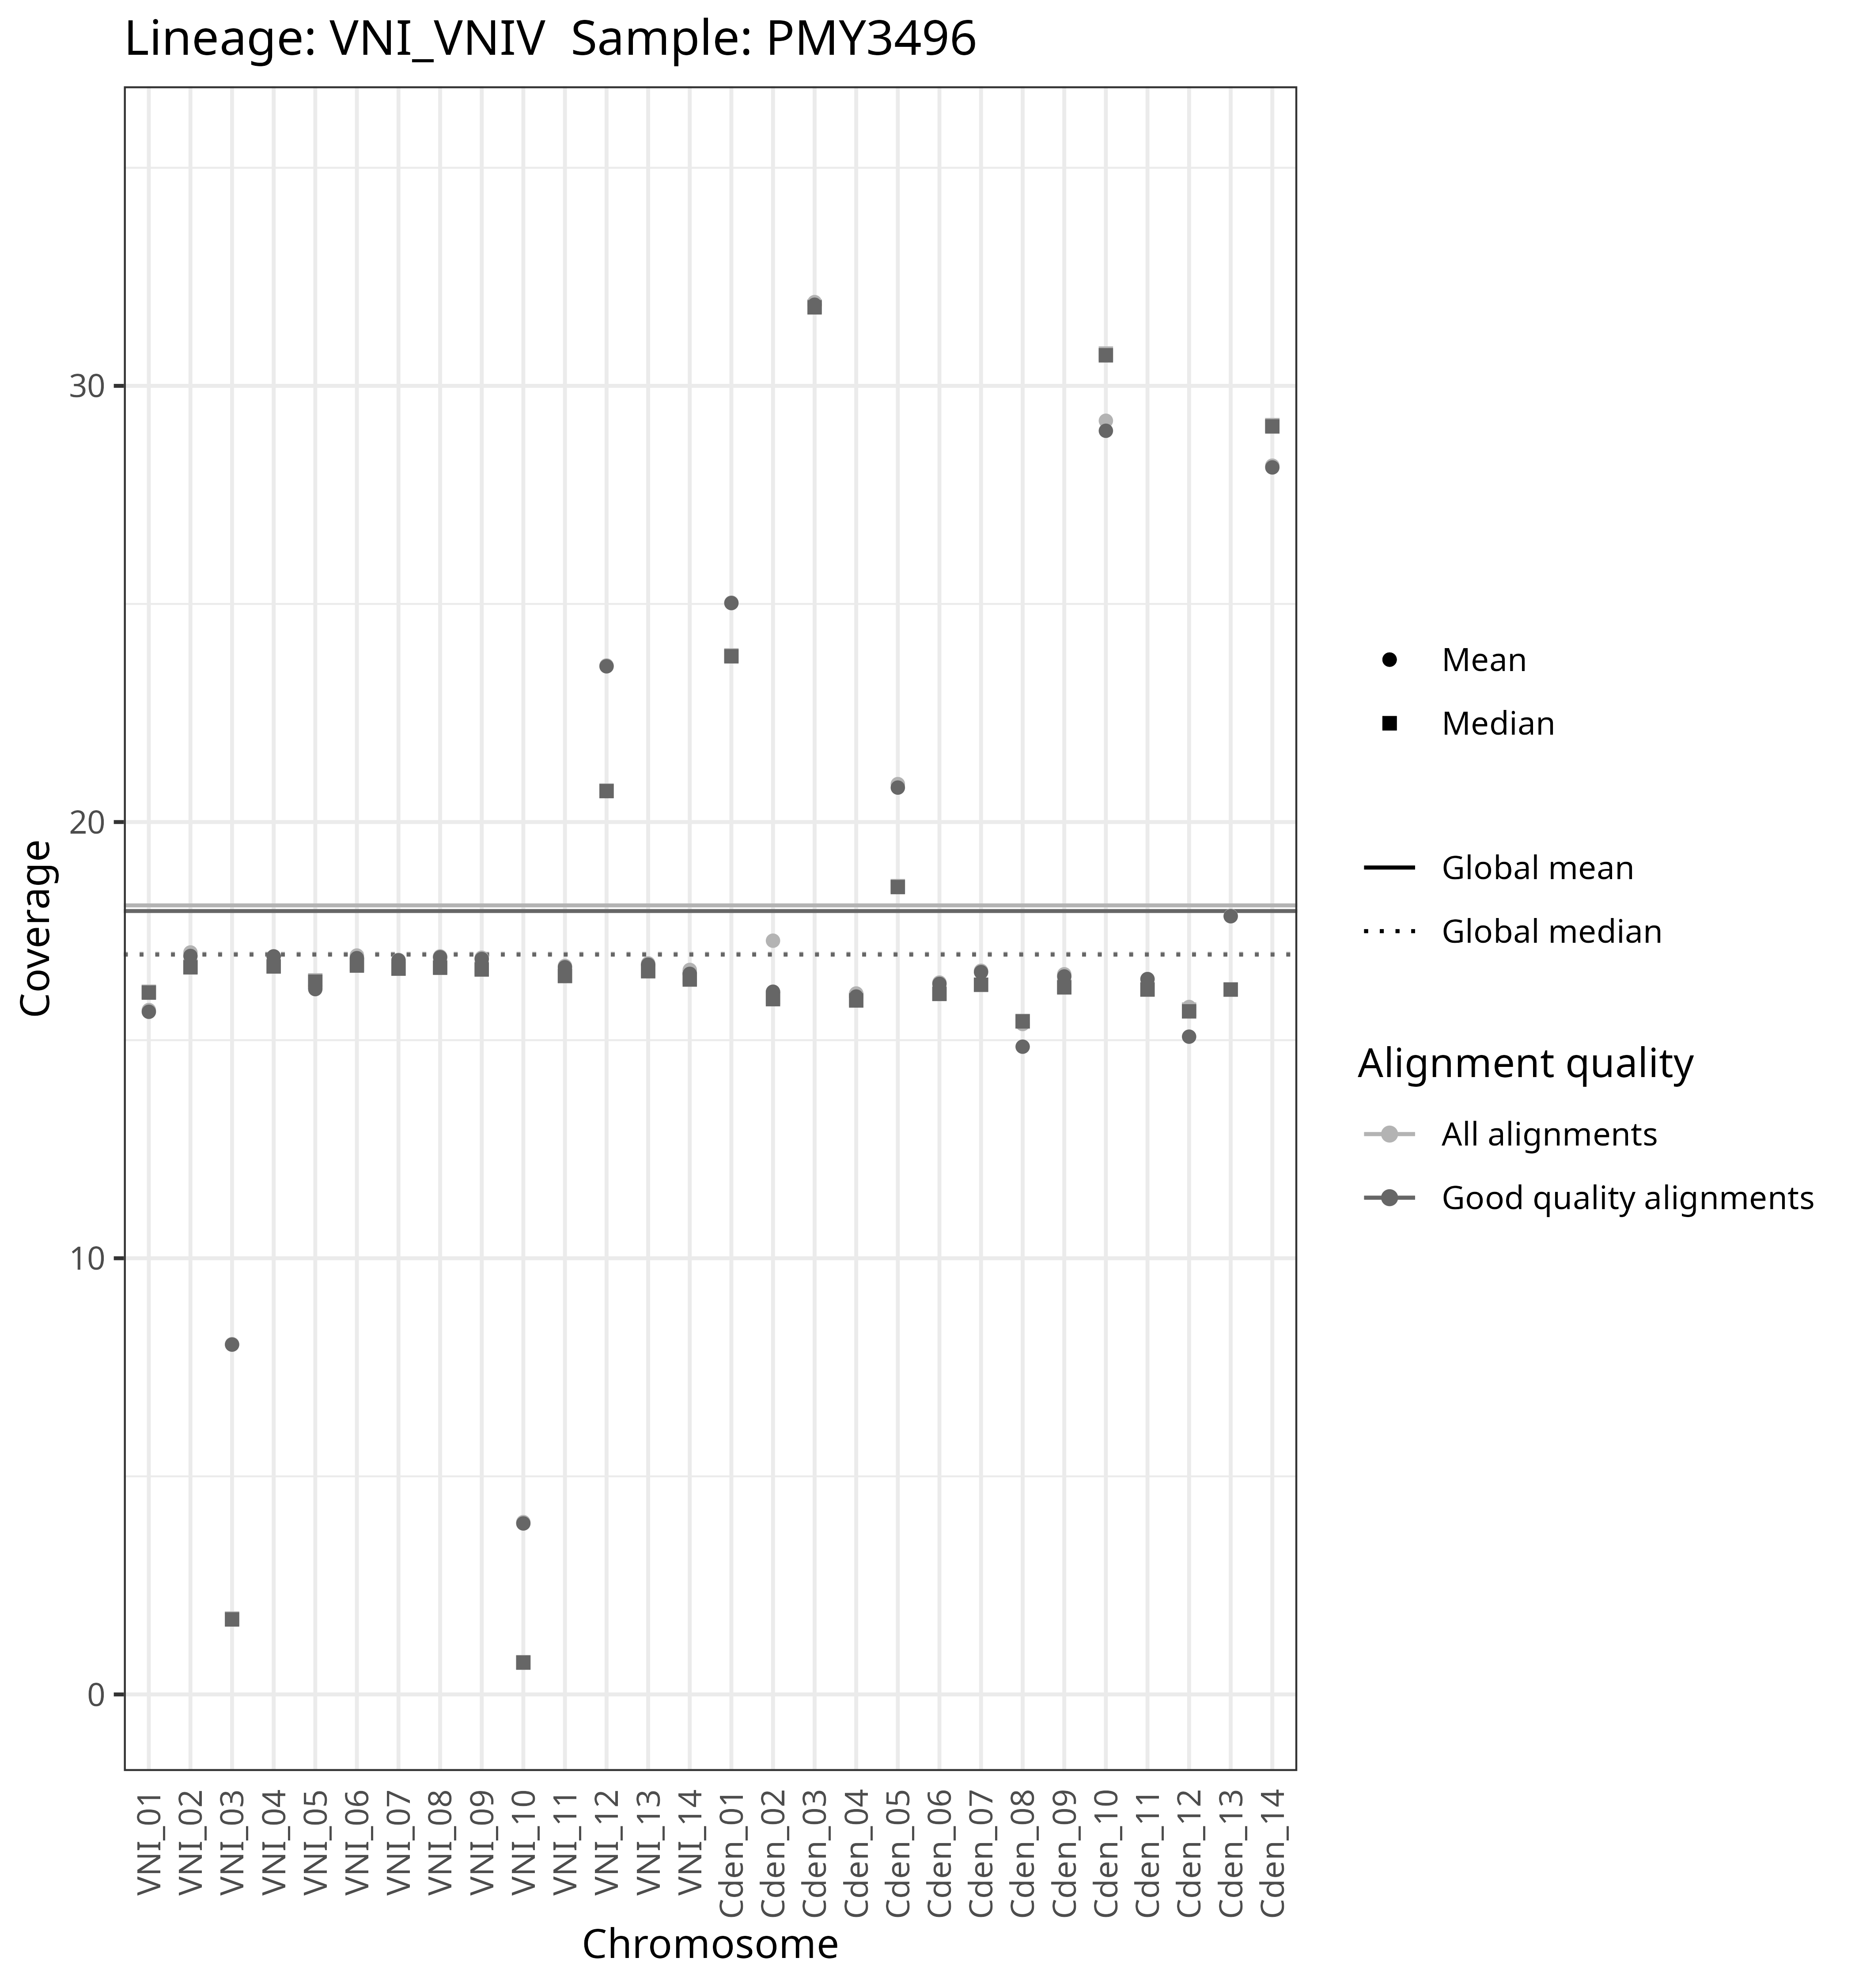 Lineage: VNI_VNIV  Sample: PMY3496
Coverage
30
20
10
0
VNI_01
VNI_02
VNI_03
VNI_04
VNI_05
VNI_06
VNI_07
VNI_08
VNI_09
VNI_10
VNI_11
VNI_12
VNI_13
VNI_14
Cden_01
Cden_02
Cden_03
Cden_04
Cden_05
Cden_06
Cden_07
Cden_08
Cden_09
Cden_10
Cden_11
Cden_12
Cden_13
Cden_14
Chromosome
Mean
Median
Global mean
Global median
Alignment quality
All alignments
Good quality alignments